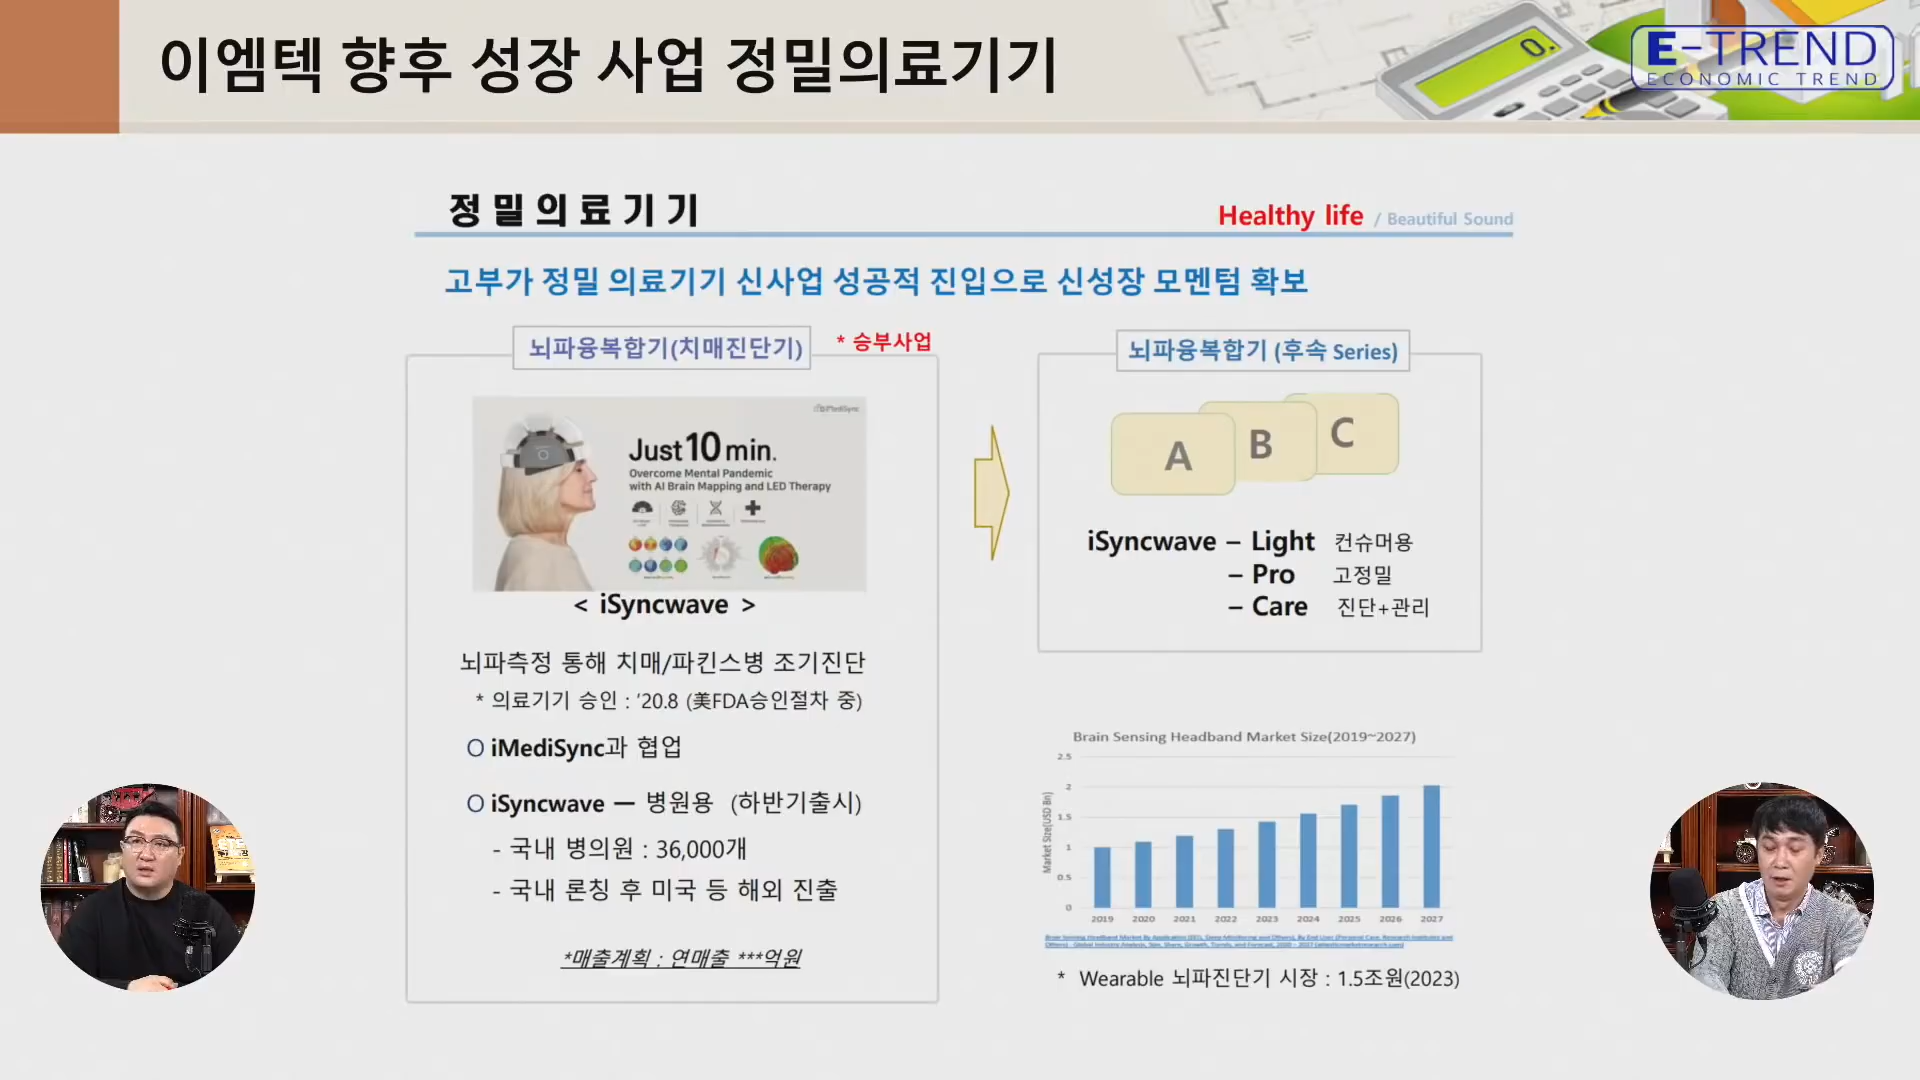 이엠텍 향후 성장 사업 정밀의료기기
E-TREND
ECONOMIC TREND
정밀의료기기
Healthy life / Beautiful Sound
고부가 정밀 의료기기 신사업 성공적 진입으로 신성장 모멘텀 확보
뇌파융복합기(치매진단기)
* 승부사업
iMediSync
Just 10 min.
Overcome Mental Pandemic
with AI Brain Mapping and LED Therapy
< iSyncwave >
뇌파측정 통해 치매/파킨스병 조기진단
* 의료기기 승인 : ‘20.8 (美FDA승인절차 중)
O iMediSync과 협업
O iSyncwave – 병원용 (하반기출시)
- 국내 병의원 : 36,000개
- 국내 론칭 후 미국 등 해외 진출
*매출계획 : 연매출 ***억원
뇌파융복합기 (후속 Series)
A B C
iSyncwave – Light 컨슈머용
– Pro 고정밀
– Care 진단+관리
Brain Sensing Headband Market Size(2019~2027)
Market Size(USD Bn)
2.5
2
1.5
1
0.5
0
2019 2020 2021 2022 2023 2024 2025 2026 2027
* Wearable 뇌파진단기 시장 : 1.5조원(2023)